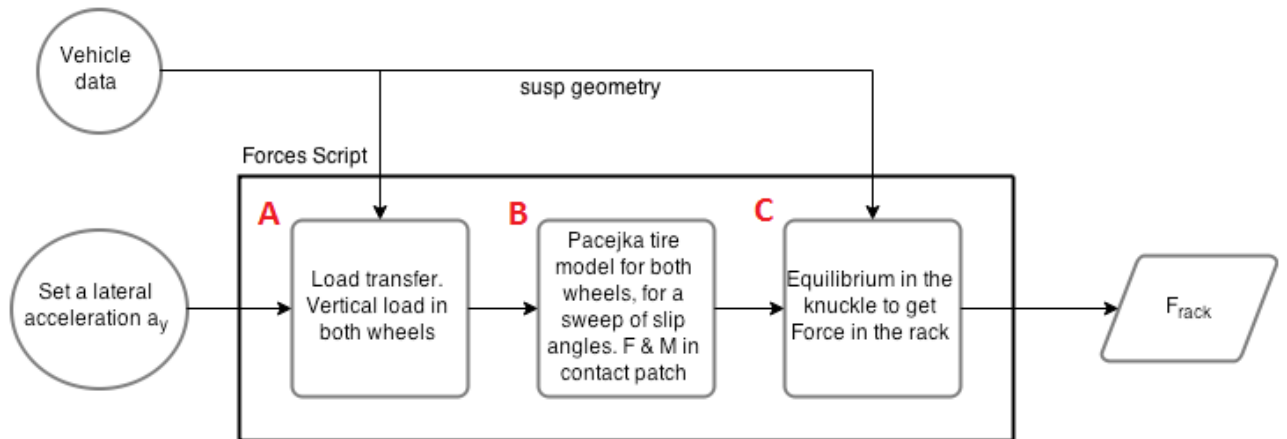 Vehicle
data
susp geometry
Forces Script
A
B
C
Set a lateral
acceleration ay
Load transfer.
Vertical load in
both wheels
Pacejka tire
model for both
wheels, for a
sweep of slip
angles. F & M in
contact patch
Equilibrium in the
knuckle to get
Force in the rack
Frack